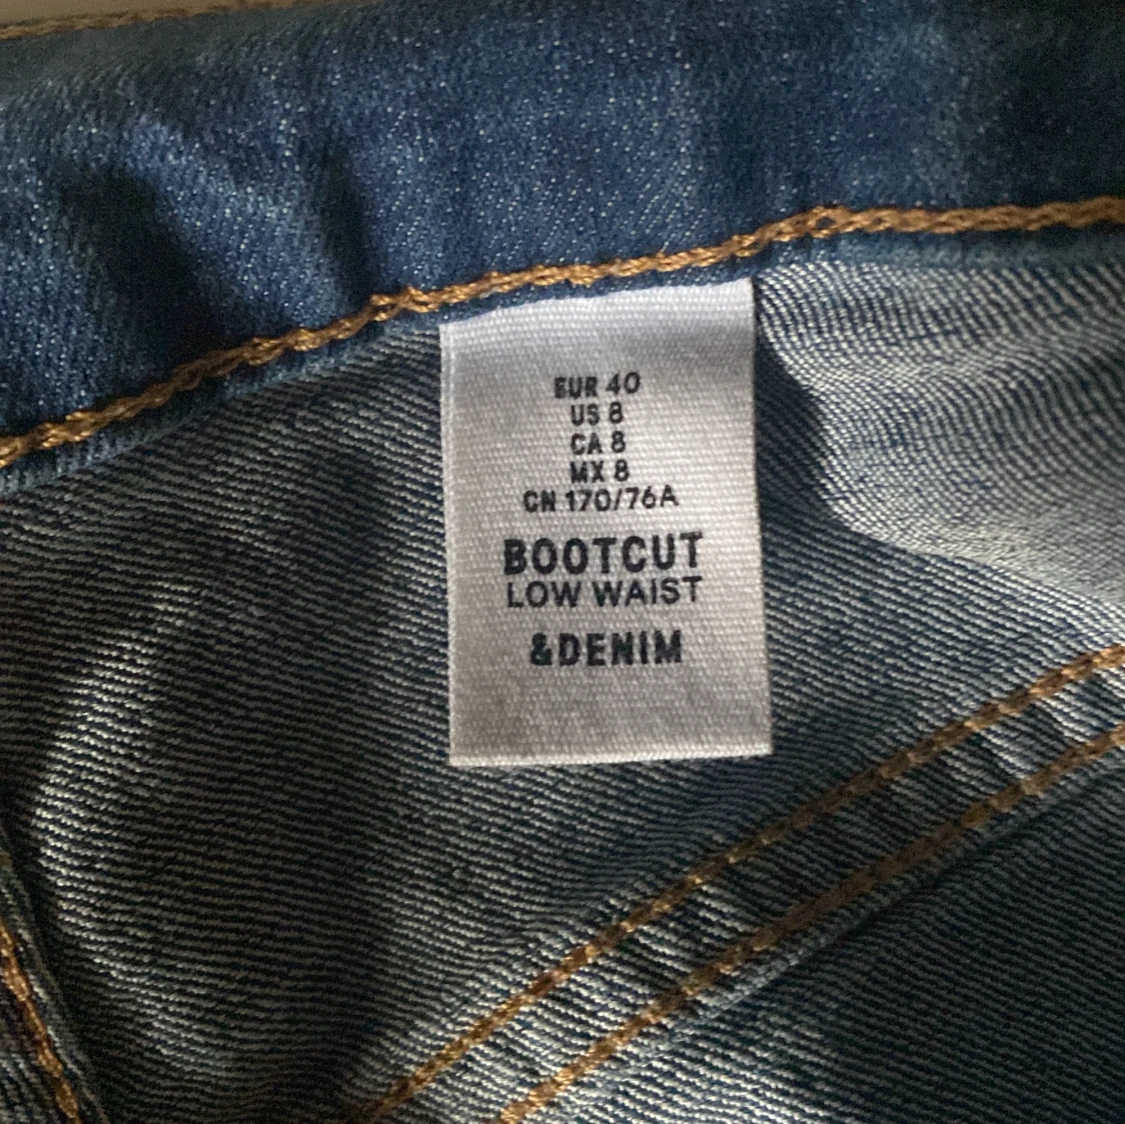 EUR 40
US 8
CA 8
MX 8
CN 170/76A
BOOTCUT
LOW WAIST
&DENIM